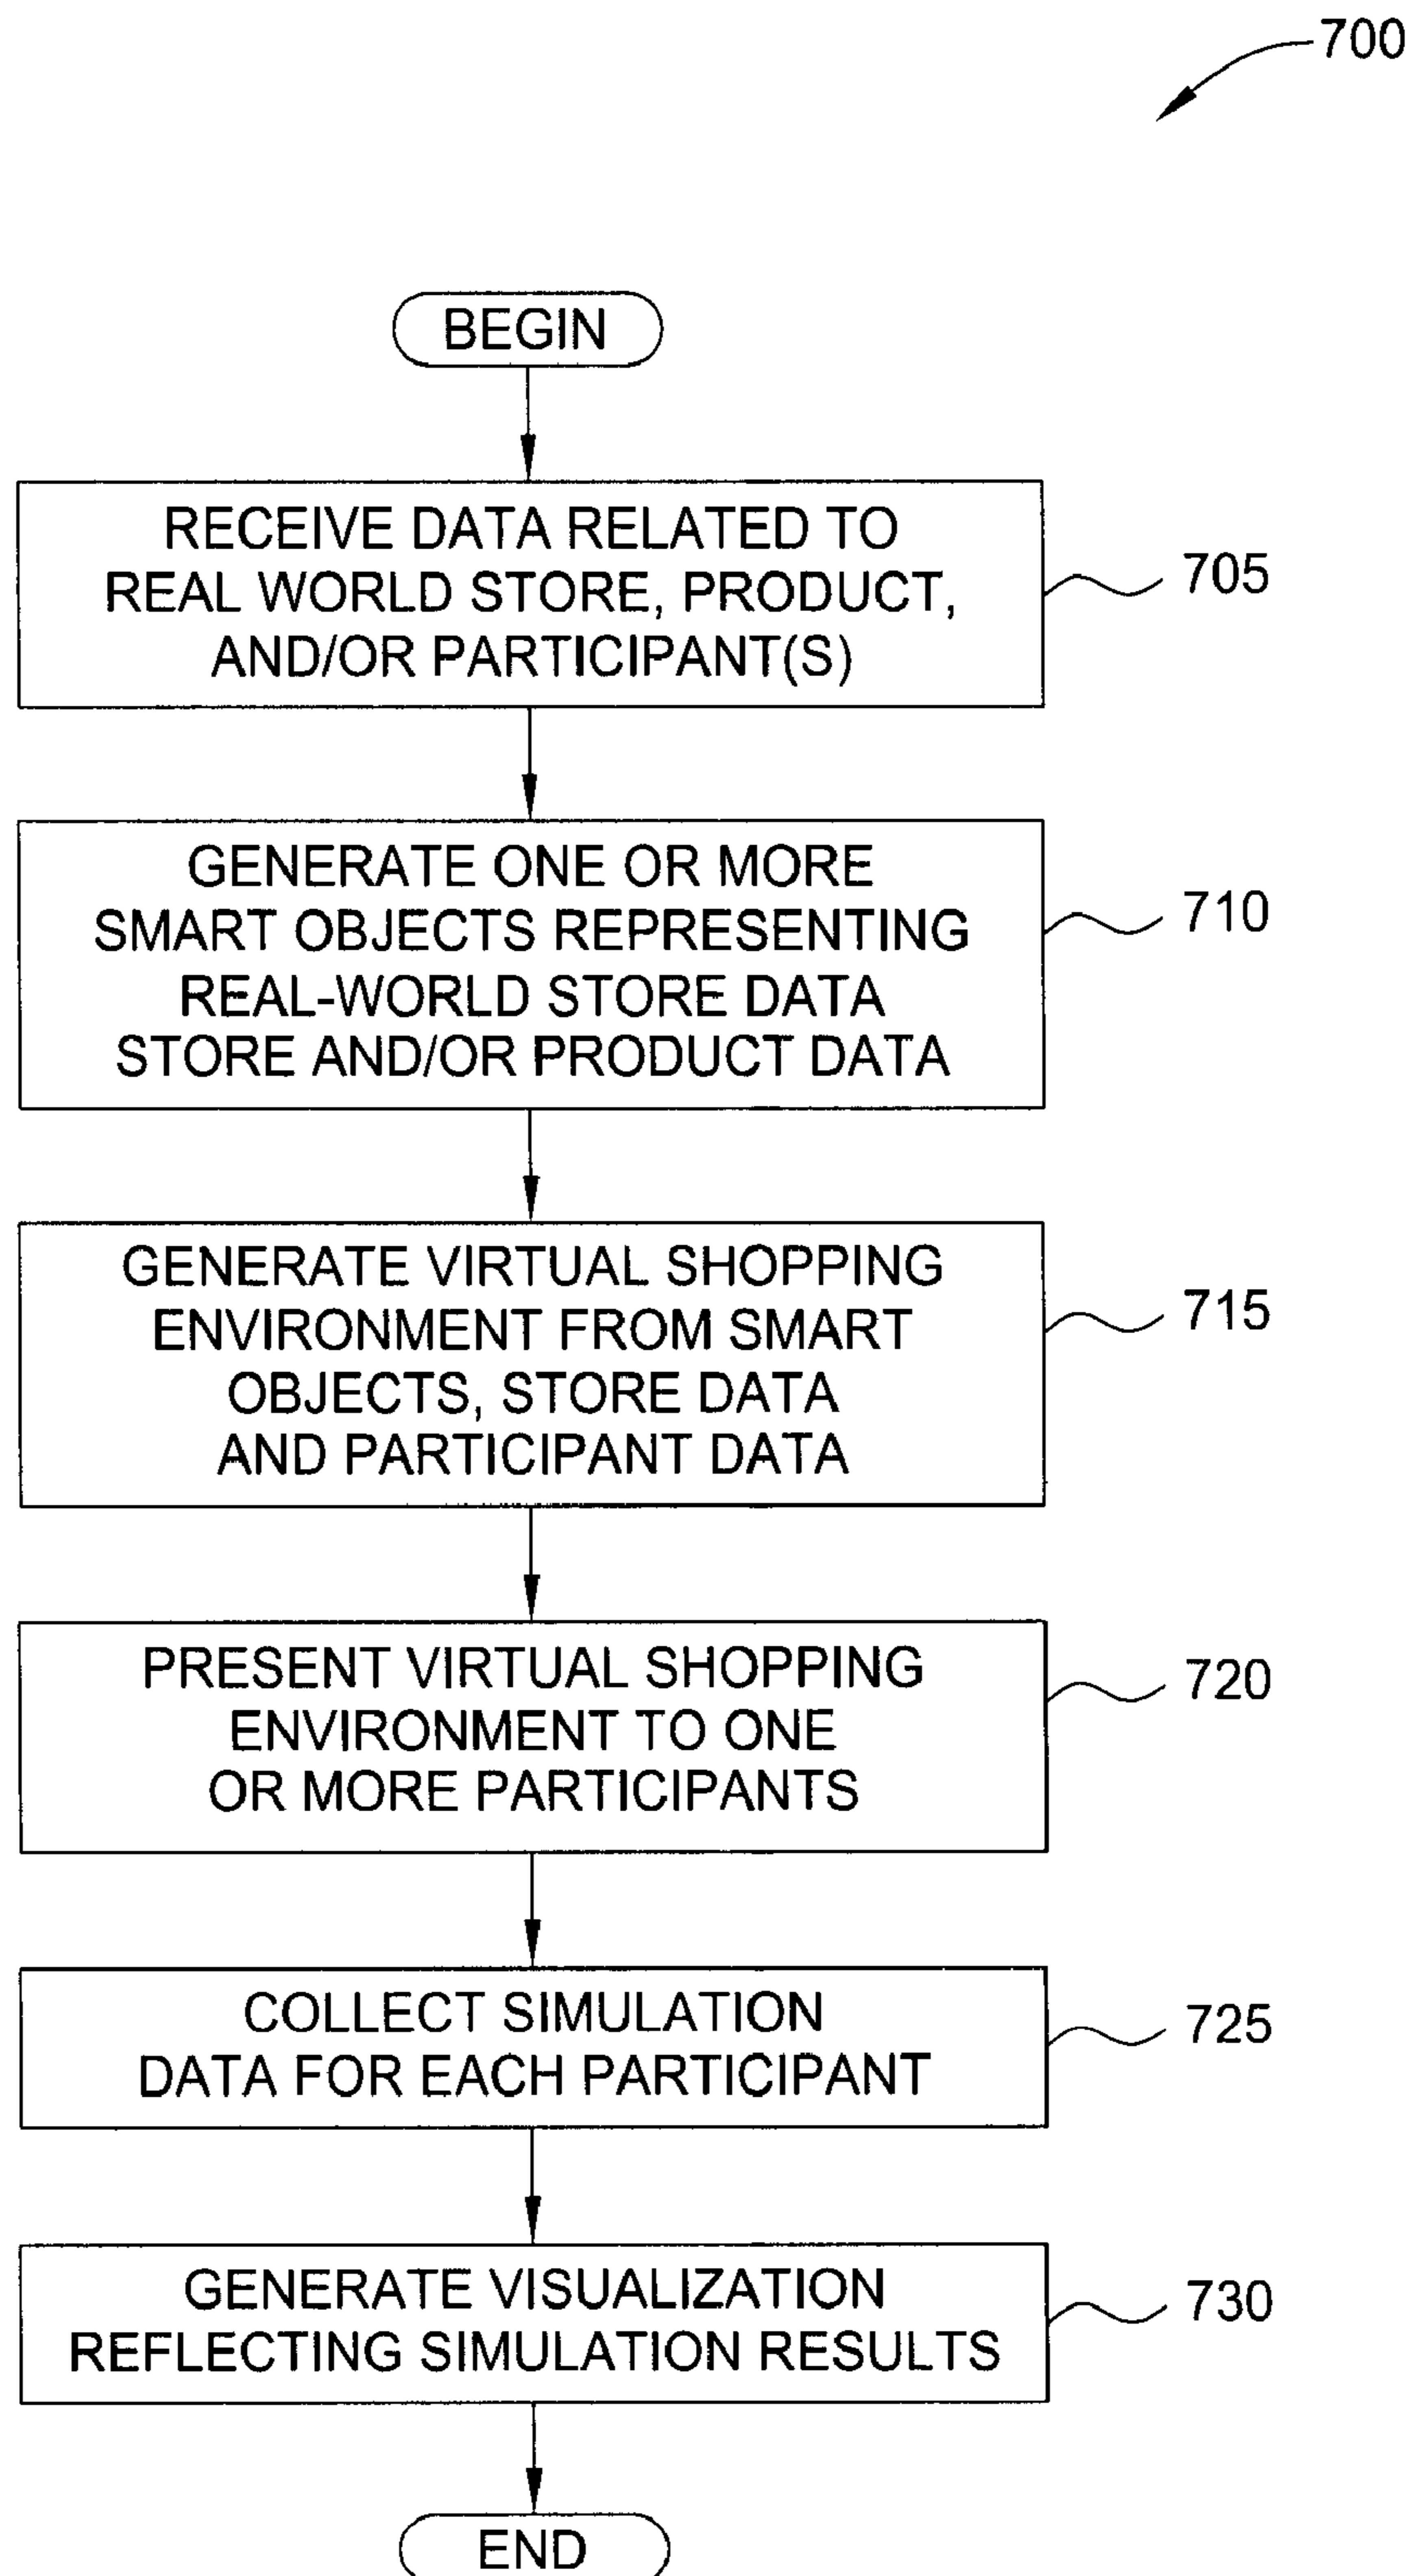 700
BEGIN
RECEIVE DATA RELATED TO
REAL WORLD STORE, PRODUCT,
AND/OR PARTICIPANT(S)
705
GENERATE ONE OR MORE
SMART OBJECTS REPRESENTING
REAL-WORLD STORE DATA
STORE AND/OR PRODUCT DATA
710
GENERATE VIRTUAL SHOPPING
ENVIRONMENT FROM SMART
OBJECTS, STORE DATA
AND PARTICIPANT DATA
715
PRESENT VIRTUAL SHOPPING
ENVIRONMENT TO ONE
OR MORE PARTICIPANTS
720
COLLECT SIMULATION
DATA FOR EACH PARTICIPANT
725
GENERATE VISUALIZATION
REFLECTING SIMULATION RESULTS
730
END